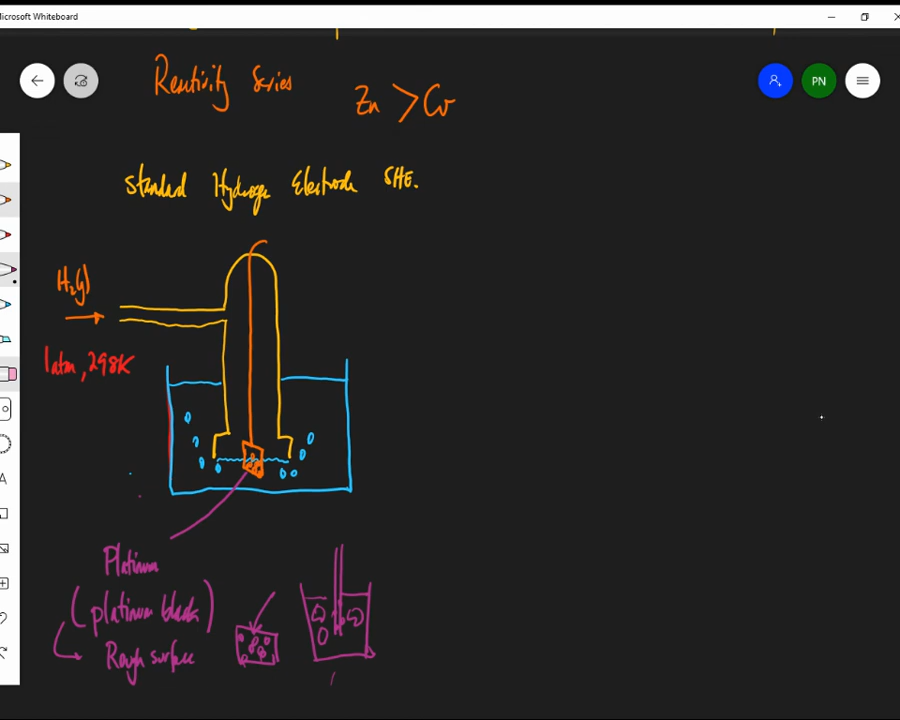 Microsoft Whiteboard
PN
Reactivity Series
Zn > Cu
Standard Hydrogen Electrode SHE.
H₂(g)
1atm, 298K
Platinum
(platinum black)
Rough surface